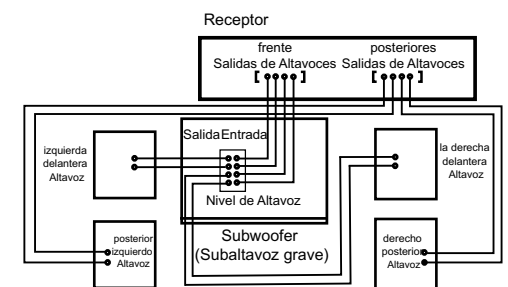 Receptor
frente
Salidas de Altavoces
posteriores
Salidas de Altavoces
Salida Entrada
izquierda
delantera
Altavoz
la derecha
delantera
Altavoz
Nivel de Altavoz
Subwoofer
(Subaltavoz grave)
posterior
izquierdo
Altavoz
derecho
posterior
Altavoz